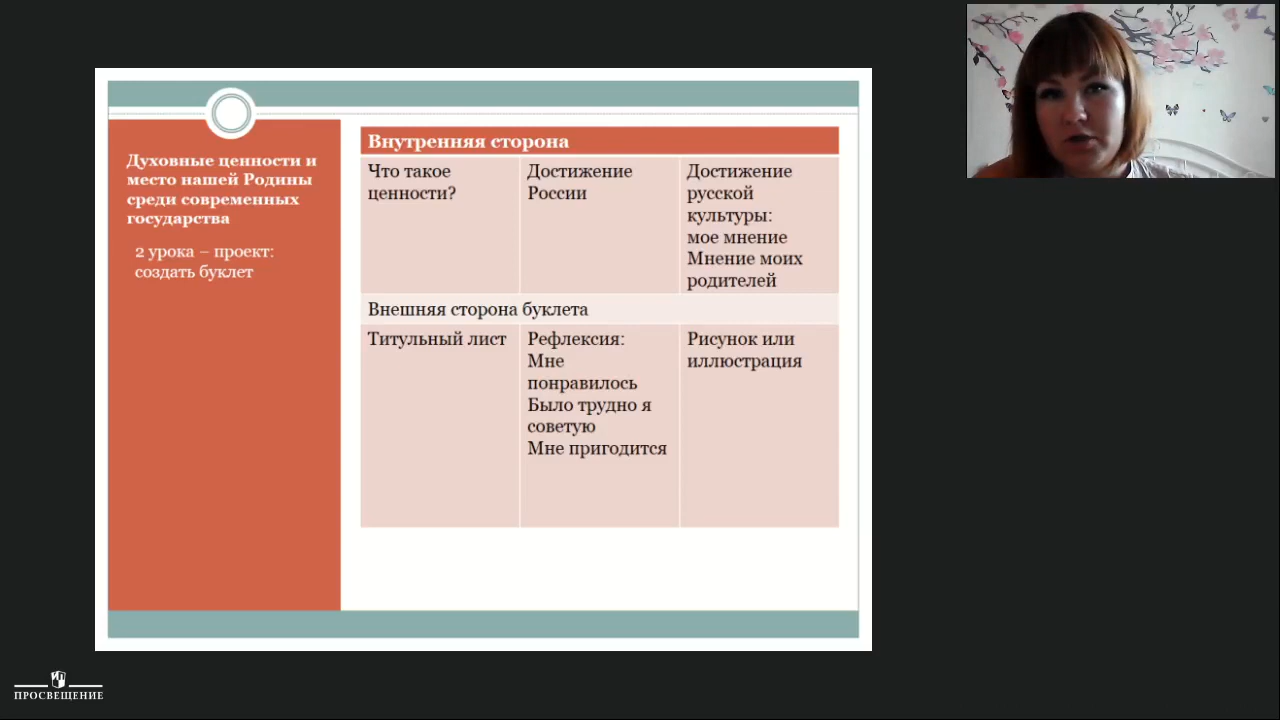 Духовные ценности и
место нашей Родины
среди современных
государства
2 урока – проект:
создать буклет
Внутренняя сторона
Что такое
ценности?
Достижение
России
Достижение
русской
культуры:
мое мнение
Мнение моих
родителей
Внешняя сторона буклета
Титульный лист
Рефлексия:
Мне
понравилось
Было трудно я
советую
Мне пригодится
Рисунок или
иллюстрация
ПРОСВЕЩЕНИЕ